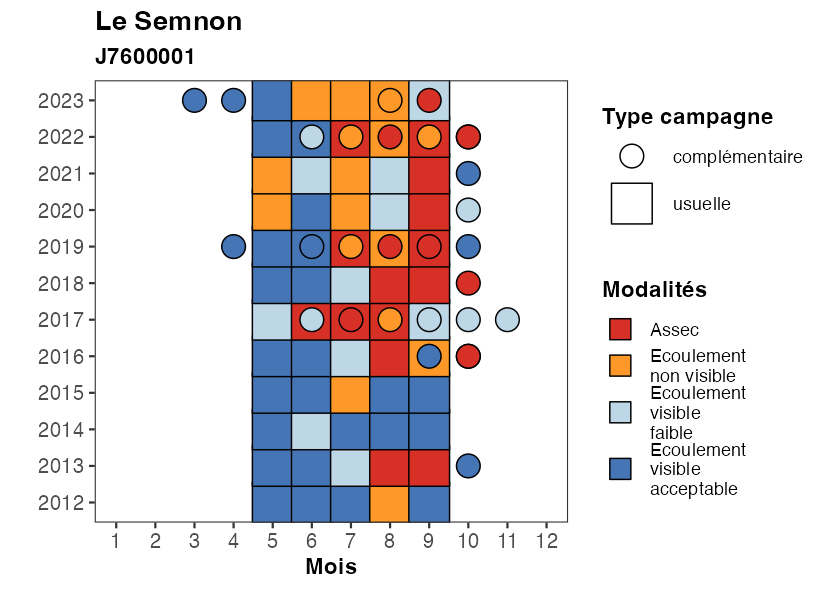 Le Semnon
J7600001
2023
2022
2021
2020
2019
2018
2017
2016
2015
2014
2013
2012
1 2 3 4 5 6 7 8 9 10 11 12
Mois
Type campagne
complémentaire
usuelle
Modalités
Assec
Ecoulement
non visible
Ecoulement
visible
faible
Ecoulement
visible
acceptable